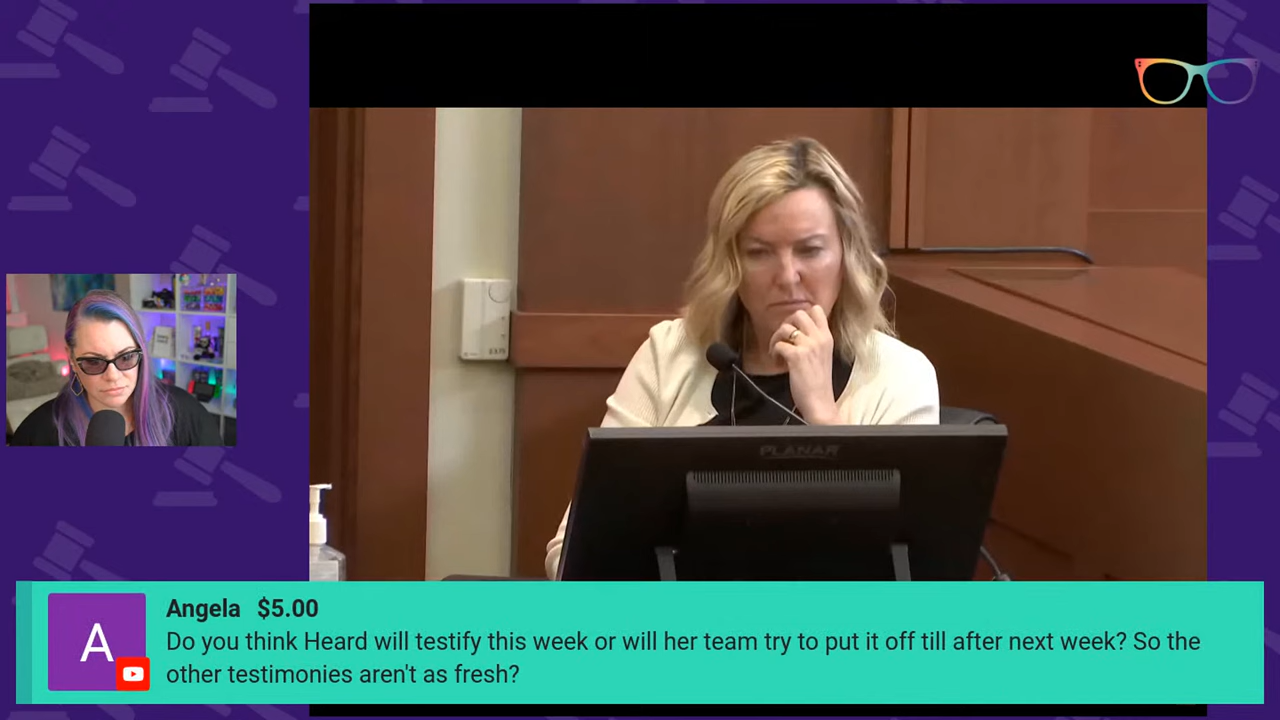 PLANAR
A
Angela $5.00
Do you think Heard will testify this week or will her team try to put it off till after next week? So the
other testimonies aren't as fresh?